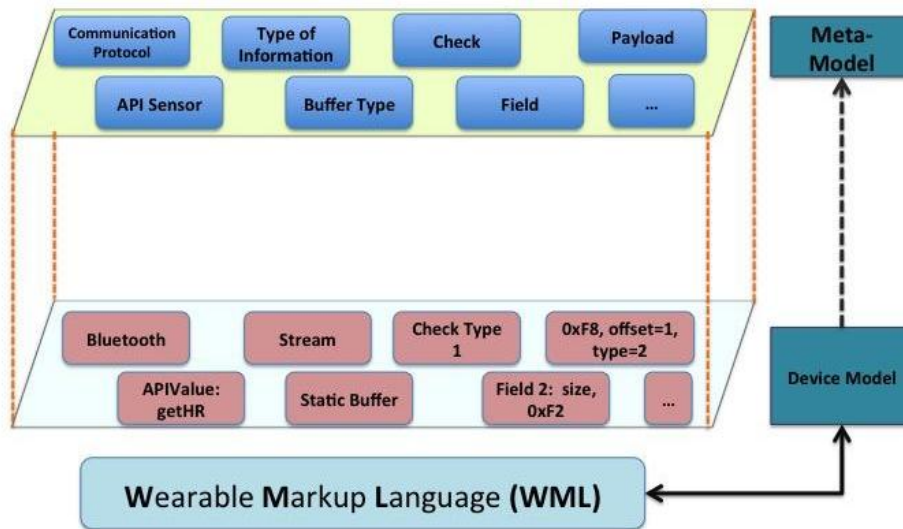 Communication
Protocol
Type of
Information
Check
Payload
Meta-
Model
API Sensor
Buffer Type
Field
...
Bluetooth
Stream
Check Type
1
0xF8, offset=1,
type=2
Device Model
APIValue:
getHR
Static Buffer
Field 2: size,
0xF2
...
Wearable Markup Language (WML)